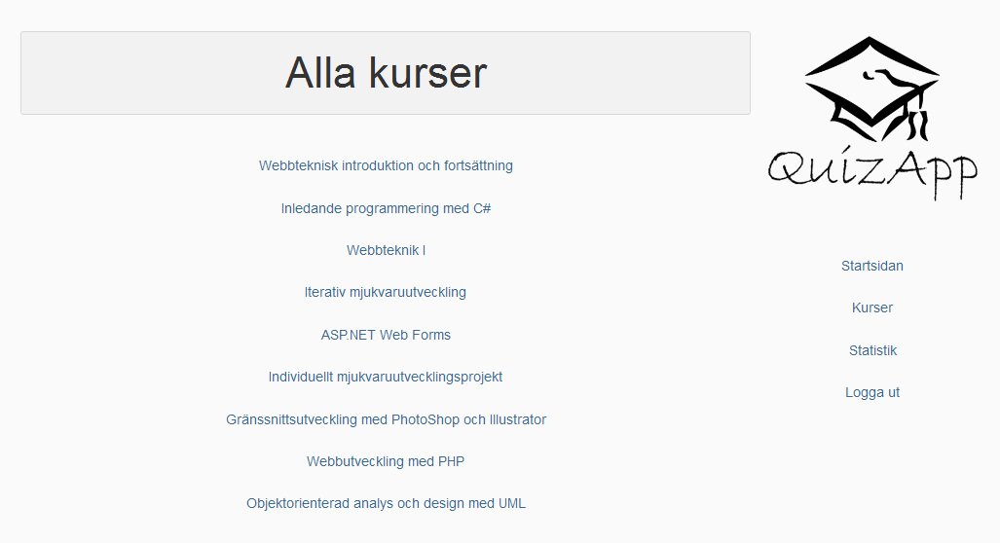 Alla kurser
Webbteknisk introduktion och fortsättning
Inledande programmering med C#
Webbteknik I
Iterativ mjukvaruutveckling
ASP.NET Web Forms
Individuellt mjukvaruutvecklingsprojekt
Gränssnittsutveckling med PhotoShop och Illustrator
Webbutveckling med PHP
Objektorienterad analys och design med UML
QuizApp
Startsidan
Kurser
Statistik
Logga ut